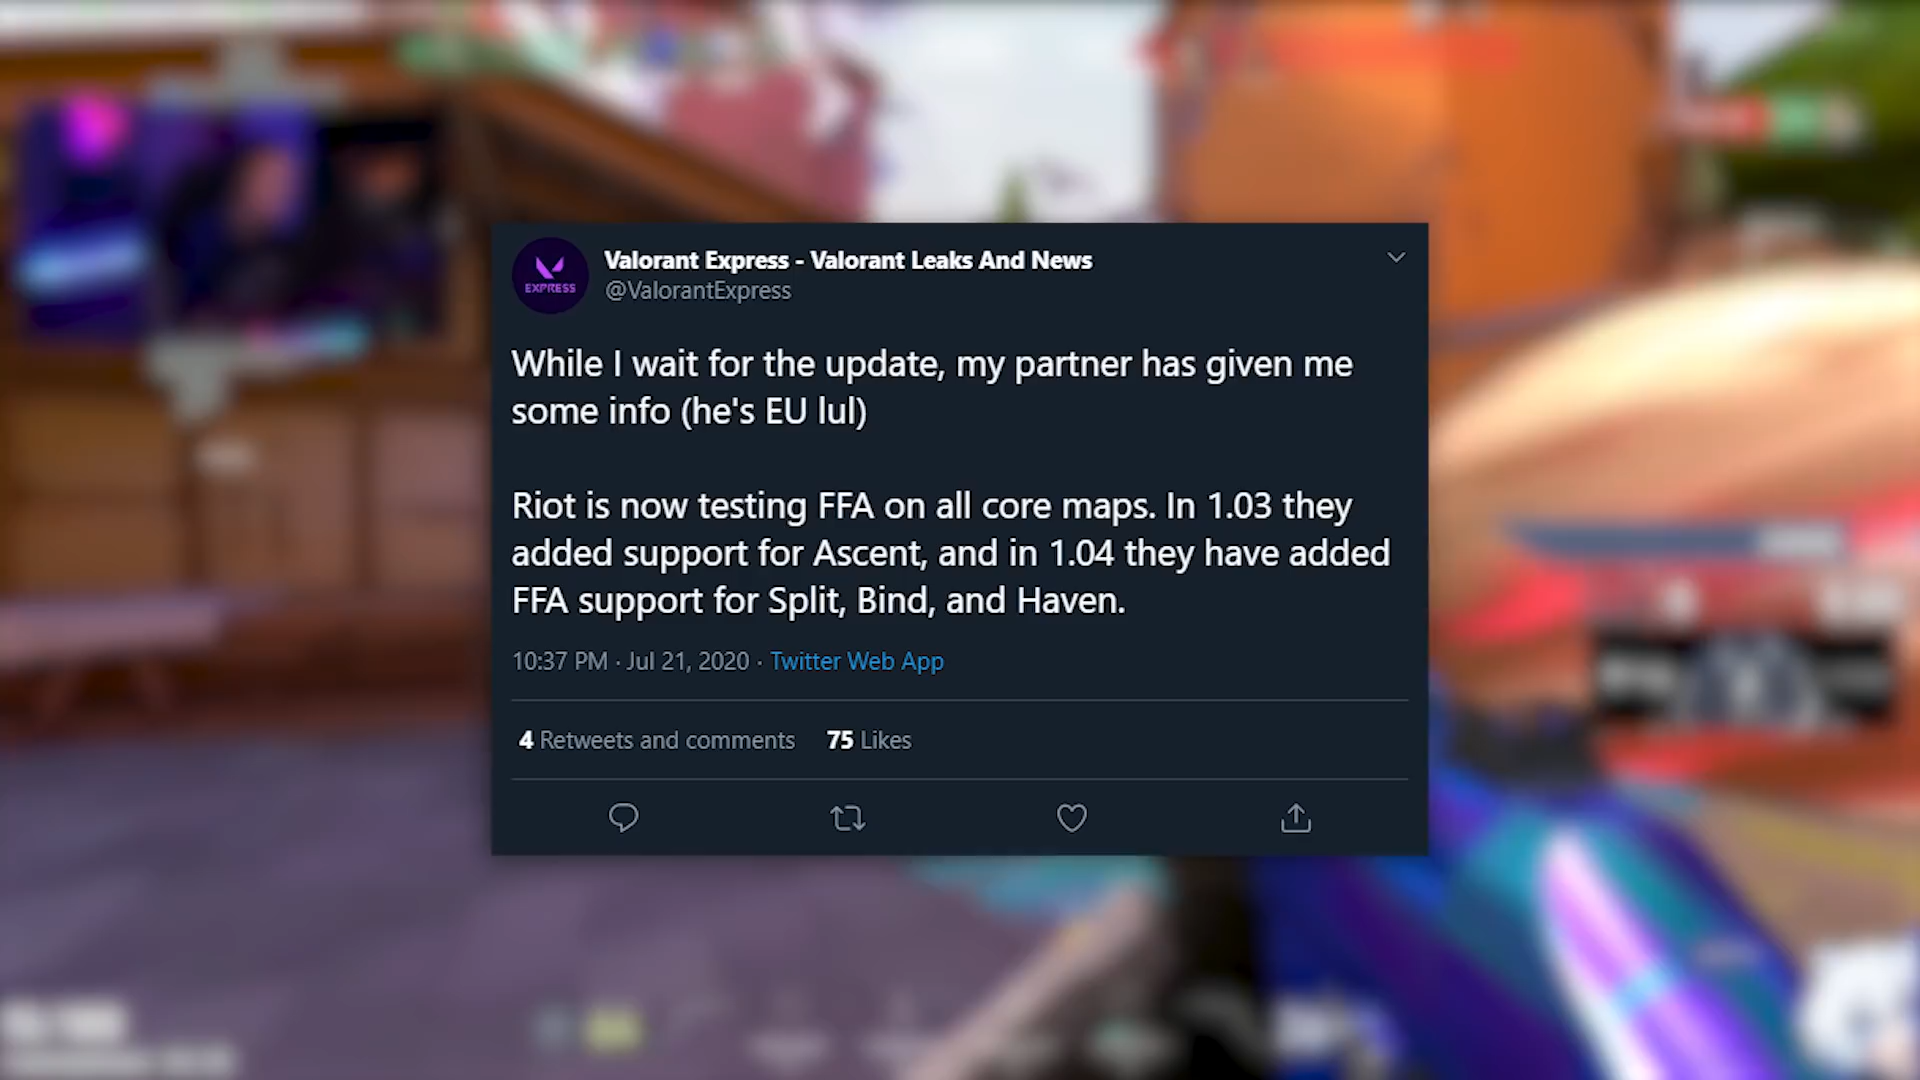 EXPRESS
Valorant Express - Valorant Leaks And News
@ValorantExpress
While I wait for the update, my partner has given me
some info (he's EU lul)
Riot is now testing FFA on all core maps. In 1.03 they
added support for Ascent, and in 1.04 they have added
FFA support for Split, Bind, and Haven.
10:37 PM · Jul 21, 2020 · Twitter Web App
4 Retweets and comments 75 Likes